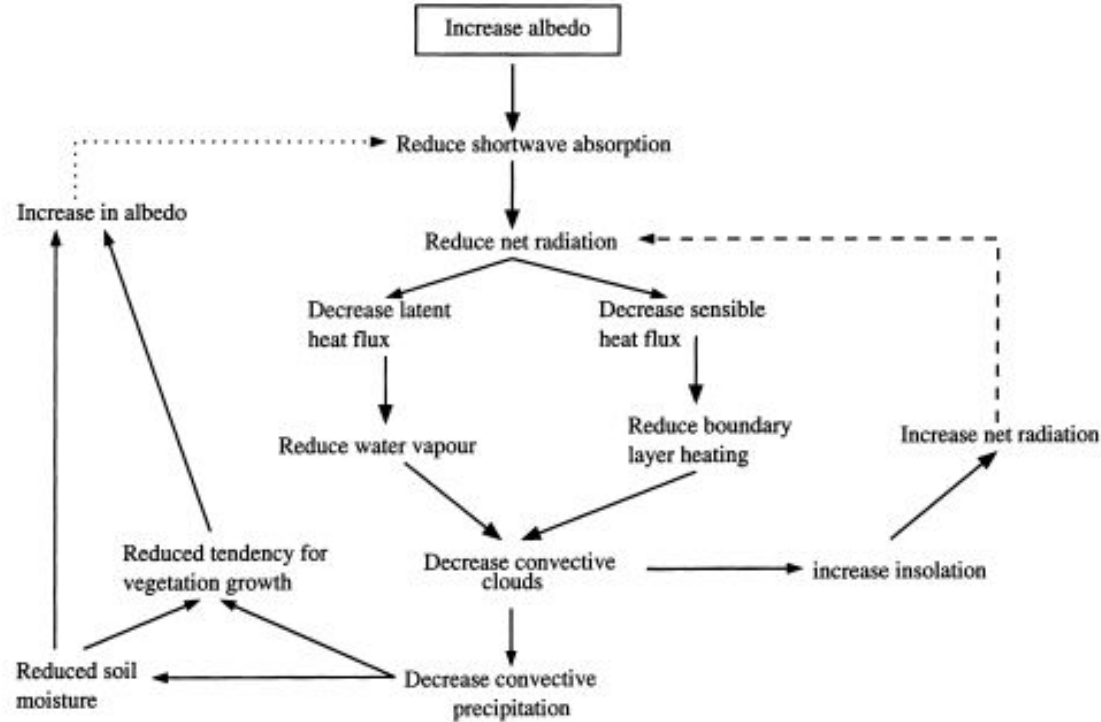 Increase albedo
Reduce shortwave absorption
Increase in albedo
Reduce net radiation
Decrease latent
heat flux
Decrease sensible
heat flux
Reduce water vapour
Reduce boundary
layer heating
Increase net radiation
Reduced tendency for
vegetation growth
Decrease convective
clouds
increase insolation
Reduced soil
moisture
Decrease convective
precipitation